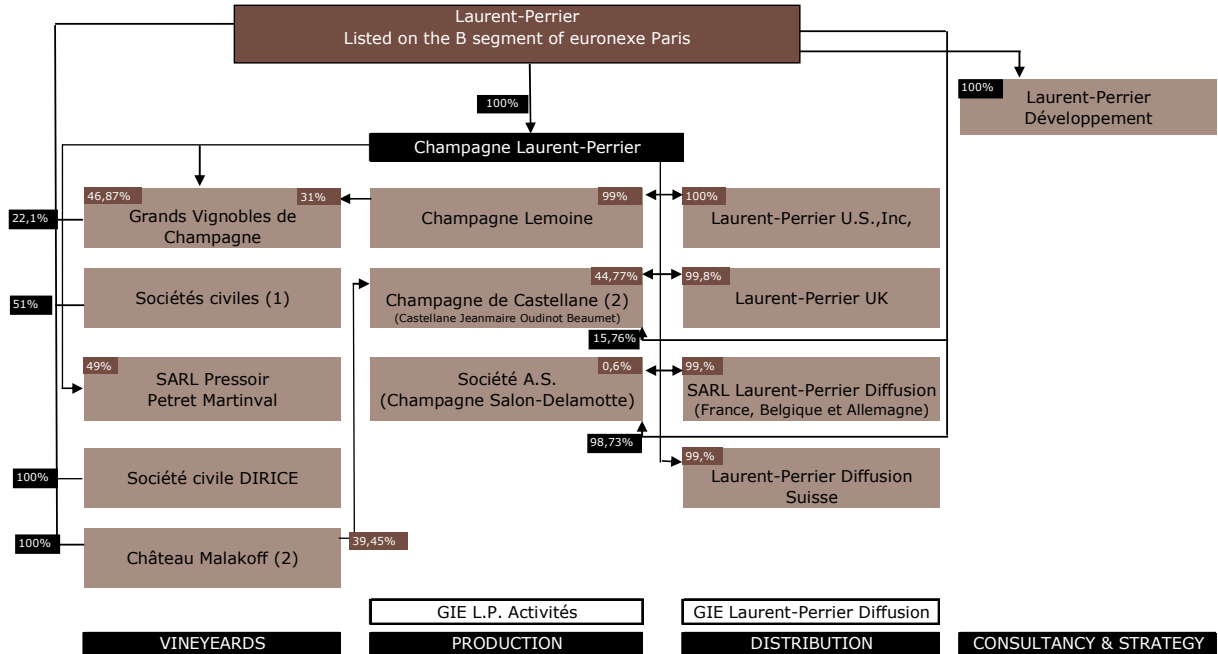 Laurent-Perrier
Listed on the B segment of euronexe Paris
100%
Laurent-Perrier
Développement
100%
Champagne Laurent-Perrier
46,87%
31%
Grands Vignobles de
Champagne
22,1%
99%
Champagne Lemoine
100%
Laurent-Perrier U.S.,Inc,
51%
Sociétés civiles (1)
44,77%
Champagne de Castellane (2)
(Castellane Jeanmaire Oudinot Beaumet)
15,76%
99,8%
Laurent-Perrier UK
49%
SARL Pressoir
Petret Martinval
0,6%
Société A.S.
(Champagne Salon-Delamotte)
98,73%
99,%
SARL Laurent-Perrier Diffusion
(France, Belgique et Allemagne)
100%
Société civile DIRICE
99,%
Laurent-Perrier Diffusion
Suisse
100%
Château Malakoff (2)
39,45%
GIE L.P. Activités
GIE Laurent-Perrier Diffusion
VINEYEARDS
PRODUCTION
DISTRIBUTION
CONSULTANCY & STRATEGY